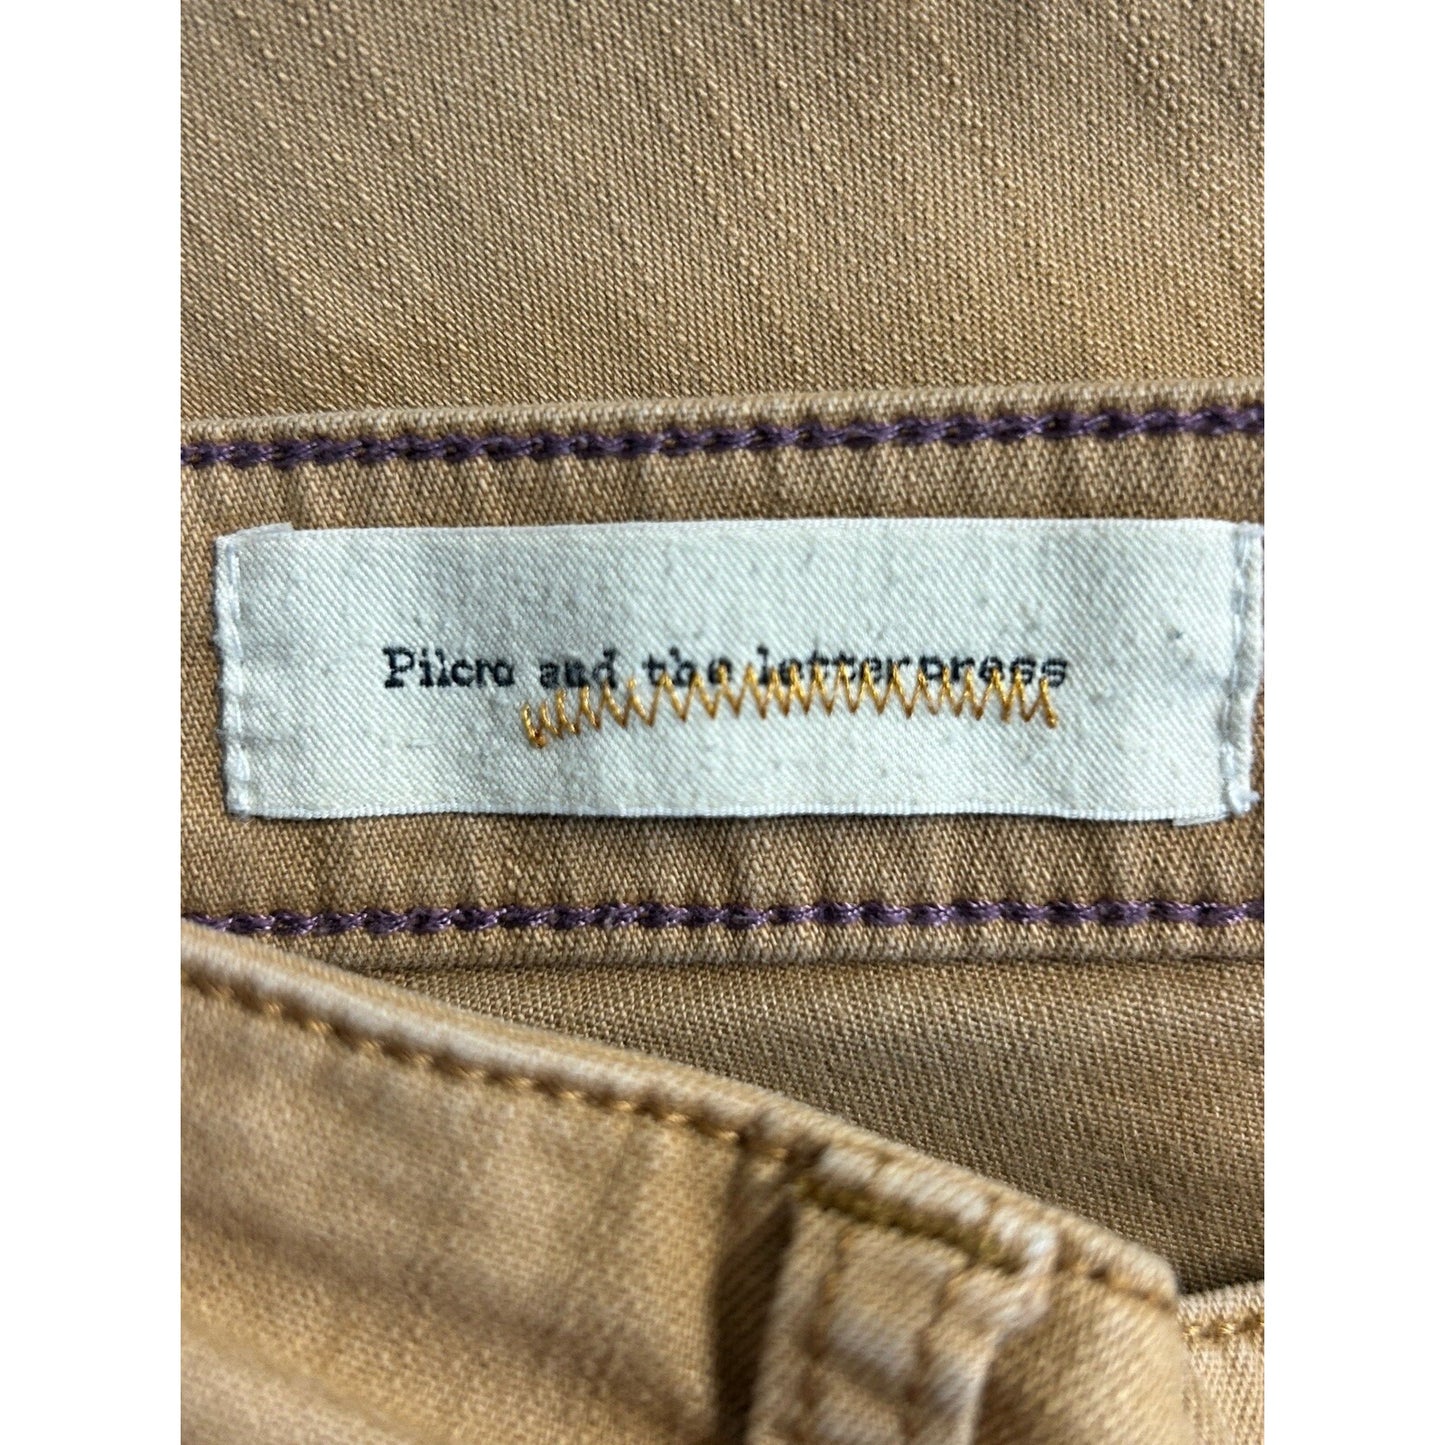 Pilcro and the letterpress